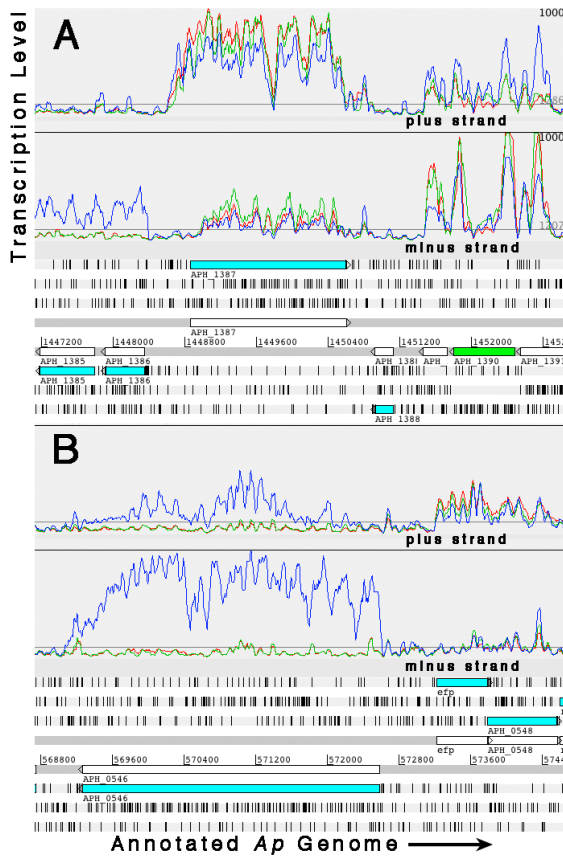 Transcription Level
A
1000
1086
plus strand
1000
1207
minus strand
APH_1387
APH_1387
1447200 1448000 1448800 1449600 1450400 1451200 1452000
APH_1385 APH_1386 APH APH_1390
APH_1385 APH_1386
APH_1388
B
plus strand
minus strand
efp
APH_0548
efp APH_0548
568800 569600 570400 571200 572000 572800 573600
APH_0546
APH_0546
Annotated Ap Genome